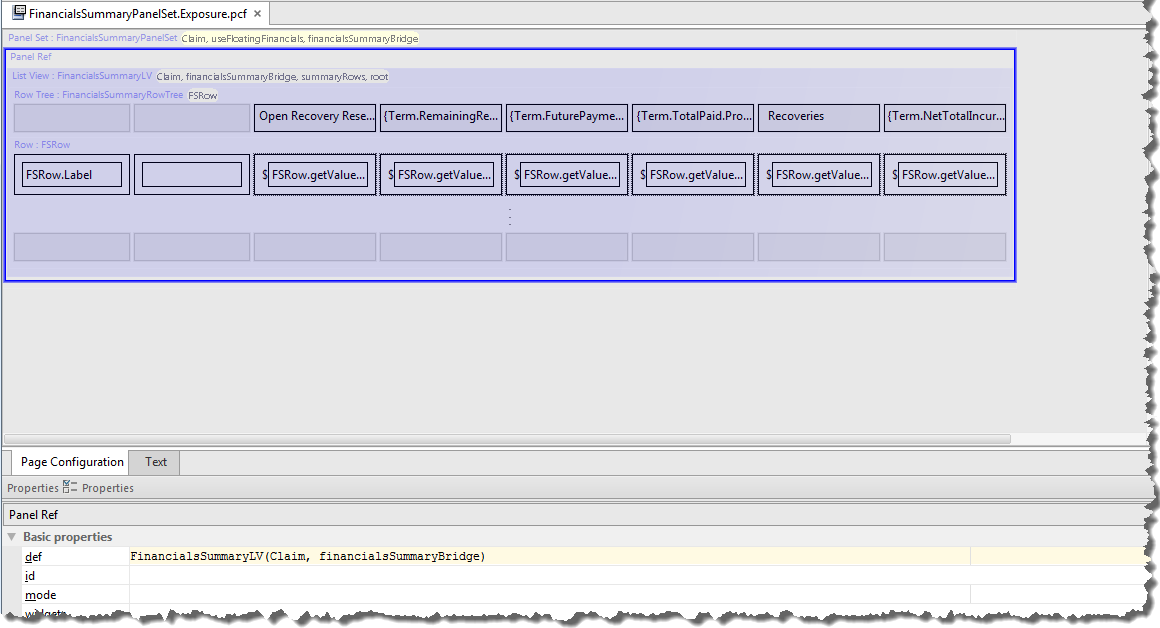 FinancialsSummaryPanelSet.Exposure.pcf ×
Panel Set : FinancialsSummaryPanelSet Claim, useFloatingFinancials, financialsSummaryBridge
Panel Ref
List View : FinancialsSummaryLV Claim, financialsSummaryBridge, summaryRows, root
Row Tree : FinancialsSummaryRowTree FSRow
Open Recovery Rese... {Term.RemainingRe... {Term.FuturePayme... {Term.TotalPaid.Pro... Recoveries {Term.NetTotalIncur...
Row : FSRow
FSRow.Label $ FSRow.getValue... $ FSRow.getValue... $ FSRow.getValue... $ FSRow.getValue... $ FSRow.getValue... $ FSRow.getValue...
Page Configuration Text
Properties Properties
Panel Ref
Basic properties
def FinancialsSummaryLV(Claim, financialsSummaryBridge)
id
mode